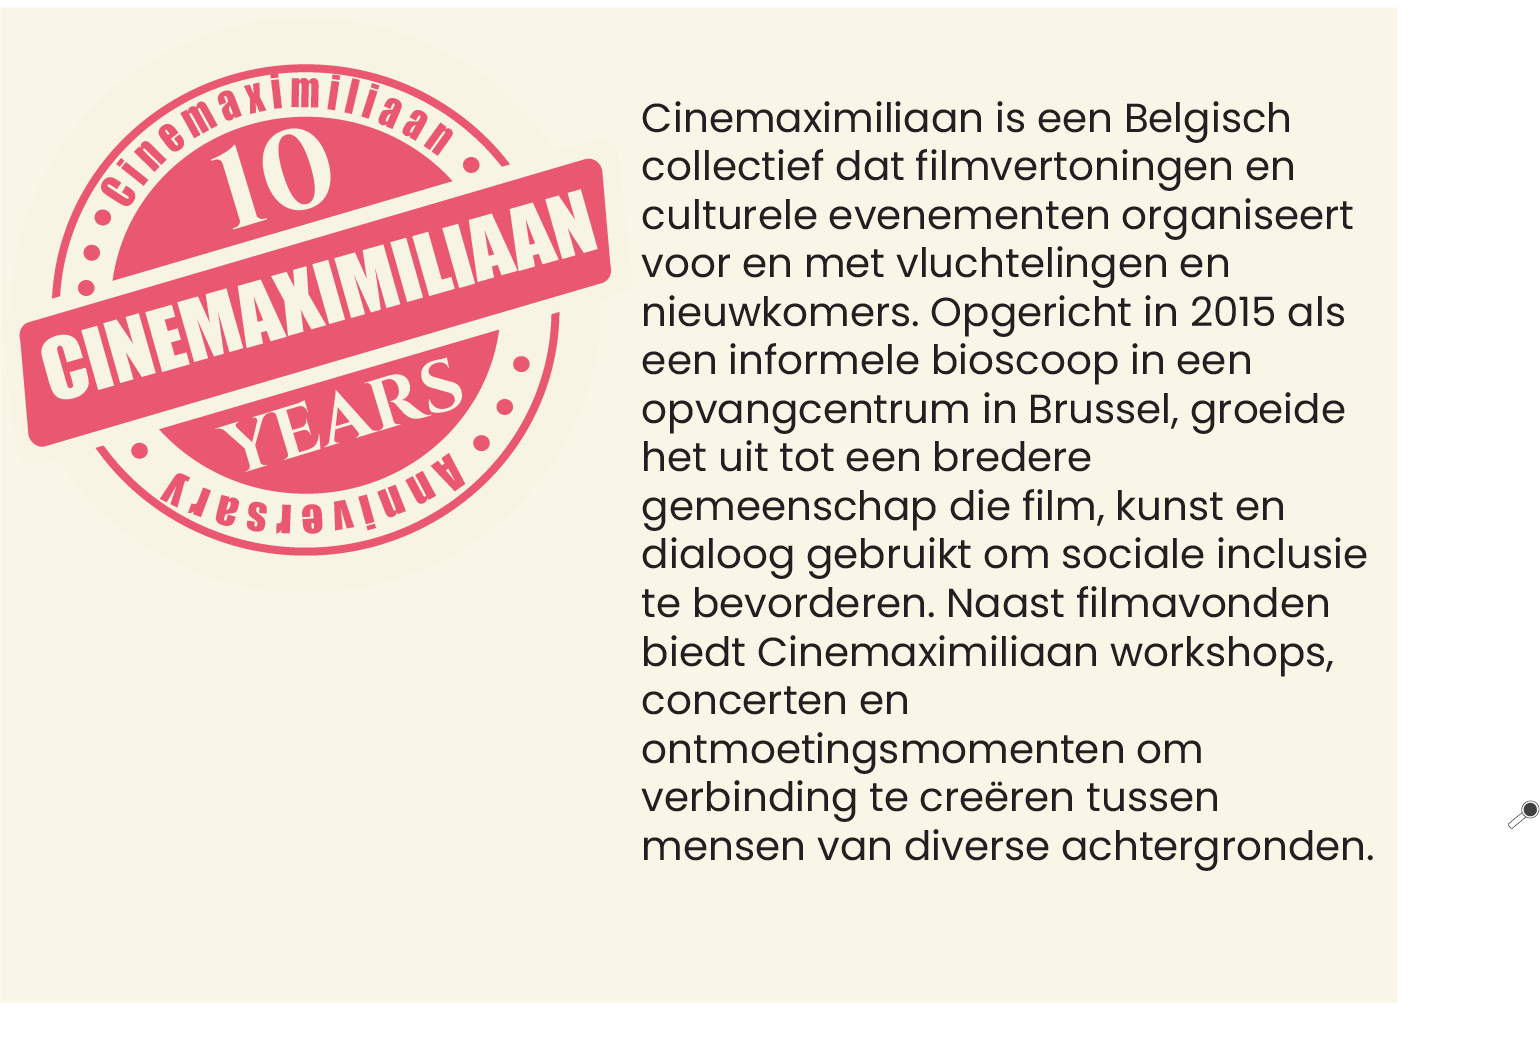 Cinemaximiliaan
10
CINEMAXIMILIAAN
YEARS
Anniversary
Cinemaximiliaan is een Belgisch
collectief dat filmvertoningen en
culturele evenementen organiseert
voor en met vluchtelingen en
nieuwkomers. Opgericht in 2015 als
een informele bioscoop in een
opvangcentrum in Brussel, groeide
het uit tot een bredere
gemeenschap die film, kunst en
dialoog gebruikt om sociale inclusie
te bevorderen. Naast filmavonden
biedt Cinemaximiliaan workshops,
concerten en
ontmoetingsmomenten om
verbinding te creëren tussen
mensen van diverse achtergronden.